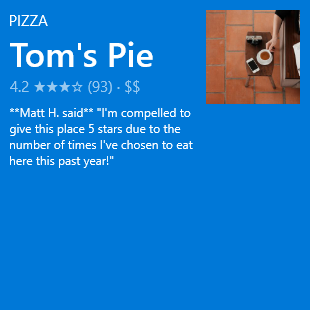 PIZZA
Tom's Pie
4.2 ★★★☆ (93) · $$
**Matt H. said** "I'm compelled to
give this place 5 stars due to the
number of times I've chosen to eat
here this past year!"